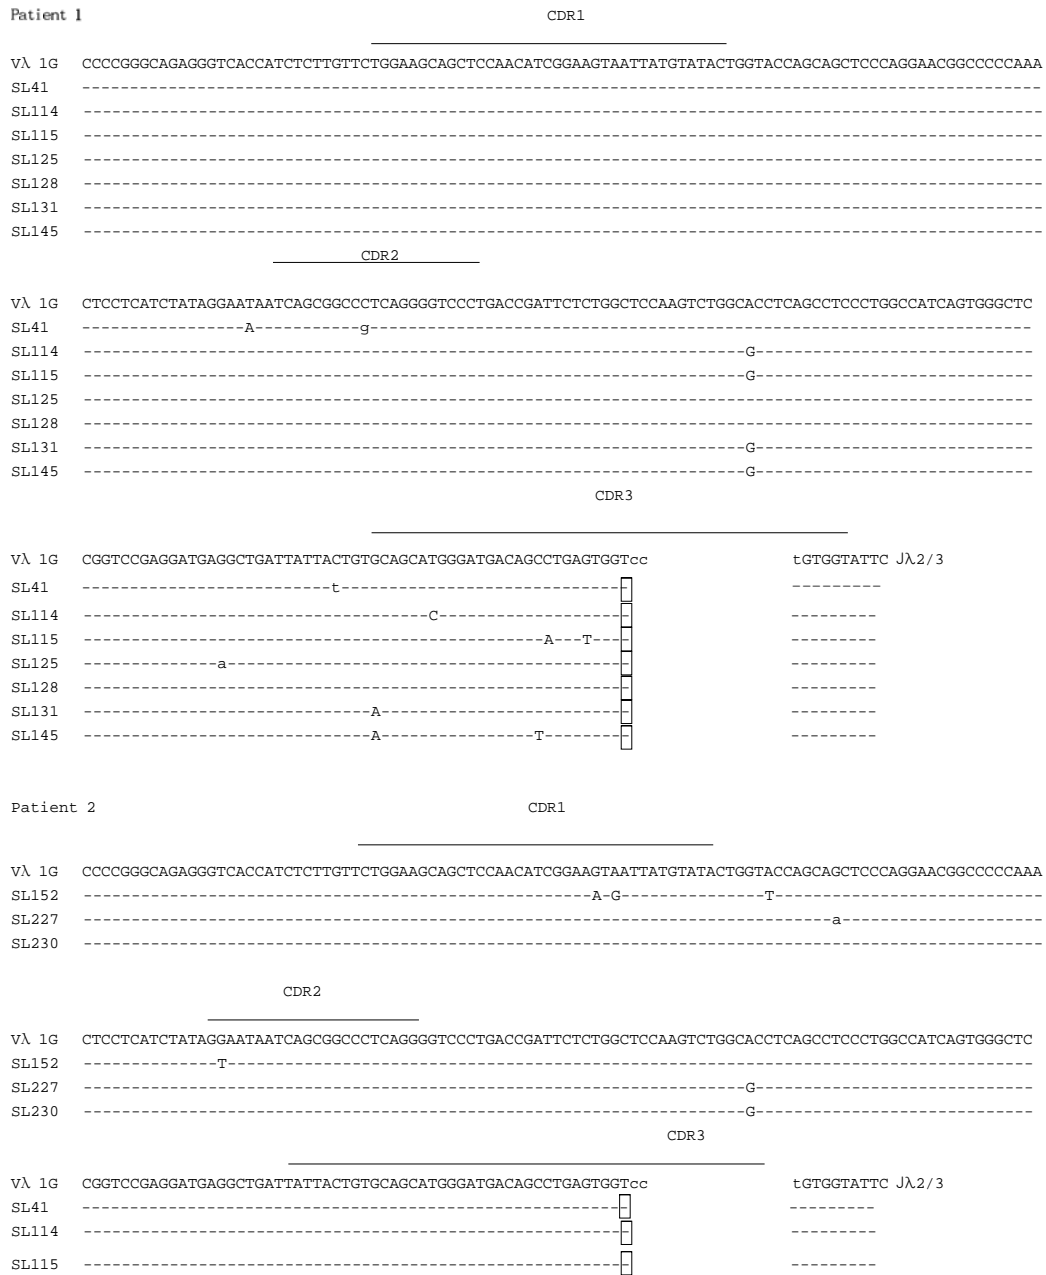 Patient 1
CDR1
Vλ 1G CCCCGGGCAGAGGGTCACCATCTCTTGTTCTGGAAGCAGCTCCAACATCGGAAGTAATTATGTATACTGGTACCAGCAGCTCCCAGGAACGGCCCCCAAA
SL41 ----------------------------------------------------------------------------------------------------
SL114 ----------------------------------------------------------------------------------------------------
SL115 ----------------------------------------------------------------------------------------------------
SL125 ----------------------------------------------------------------------------------------------------
SL128 ----------------------------------------------------------------------------------------------------
SL131 ----------------------------------------------------------------------------------------------------
SL145 ----------------------------------------------------------------------------------------------------
CDR2
Vλ 1G CTCCTCATCTATAGGAATAATCAGCGGCCCTCAGGGGTCCCTGACCGATTCTCTGGCTCCAAGTCTGGCACCTCAGCCTCCCTGGCCATCAGTGGGCTC
SL41 -----------------A-----------g---------------------------------------------------------------------
SL114 ---------------------------------------------------------------------G-----------------------------
SL115 ---------------------------------------------------------------------G-----------------------------
SL125 ---------------------------------------------------------------------------------------------------
SL128 ---------------------------------------------------------------------------------------------------
SL131 ---------------------------------------------------------------------G-----------------------------
SL145 ---------------------------------------------------------------------G-----------------------------
CDR3
Vλ 1G CGGTCCGAGGATGAGGCTGATTATTACTGTGCAGCATGGGATGACAGCCTGAGTGGTcc tGTGGTATTC Jλ2/3
SL41 --------------------------t------------------------------ ---------
SL114 ------------------------------------C-------------------- ---------
SL115 ------------------------------------------------A---T---- ---------
SL125 --------------a------------------------------------------ ---------
SL128 --------------------------------------------------------- ---------
SL131 ------------------------------A-------------------------- ---------
SL145 ------------------------------A----------------T--------- ---------
Patient 2
CDR1
Vλ 1G CCCCGGGCAGAGGGTCACCATCTCTTGTTCTGGAAGCAGCTCCAACATCGGAAGTAATTATGTATACTGGTACCAGCAGCTCCCAGGAACGGCCCCCAAA
SL152 -----------------------------------------------------A-G---------------T----------------------------
SL227 ------------------------------------------------------------------------------a---------------------
SL230 ----------------------------------------------------------------------------------------------------
CDR2
Vλ 1G CTCCTCATCTATAGGAATAATCAGCGGCCCTCAGGGGTCCCTGACCGATTCTCTGGCTCCAAGTCTGGCACCTCAGCCTCCCTGGCCATCAGTGGGCTC
SL152 --------------T------------------------------------------------------------------------------------
SL227 ---------------------------------------------------------------------G-----------------------------
SL230 ---------------------------------------------------------------------G-----------------------------
CDR3
Vλ 1G CGGTCCGAGGATGAGGCTGATTATTACTGTGCAGCATGGGATGACAGCCTGAGTGGTcc tGTGGTATTC Jλ2/3
SL41 --------------------------------------------------------- ---------
SL114 --------------------------------------------------------- ---------
SL115 --------------------------------------------------------- ---------